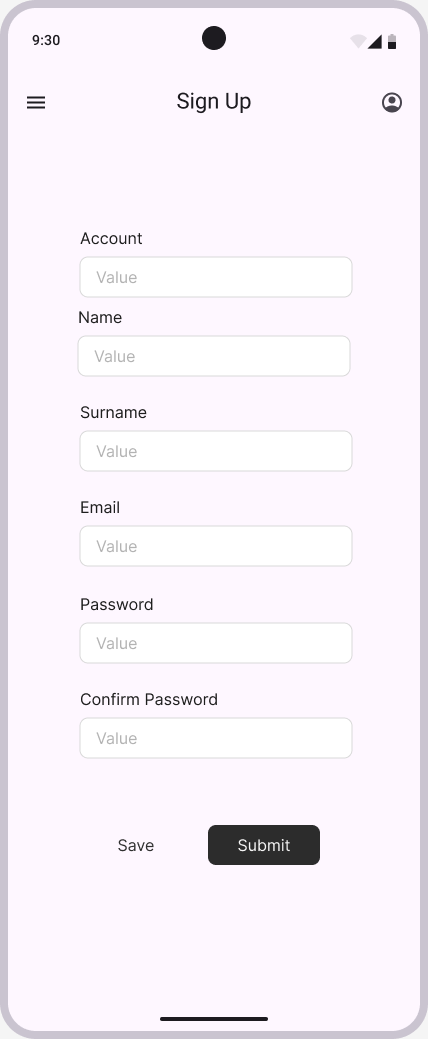 9:30
Sign Up
Account
Value
Name
Value
Surname
Value
Email
Value
Password
Value
Confirm Password
Value
Save Submit